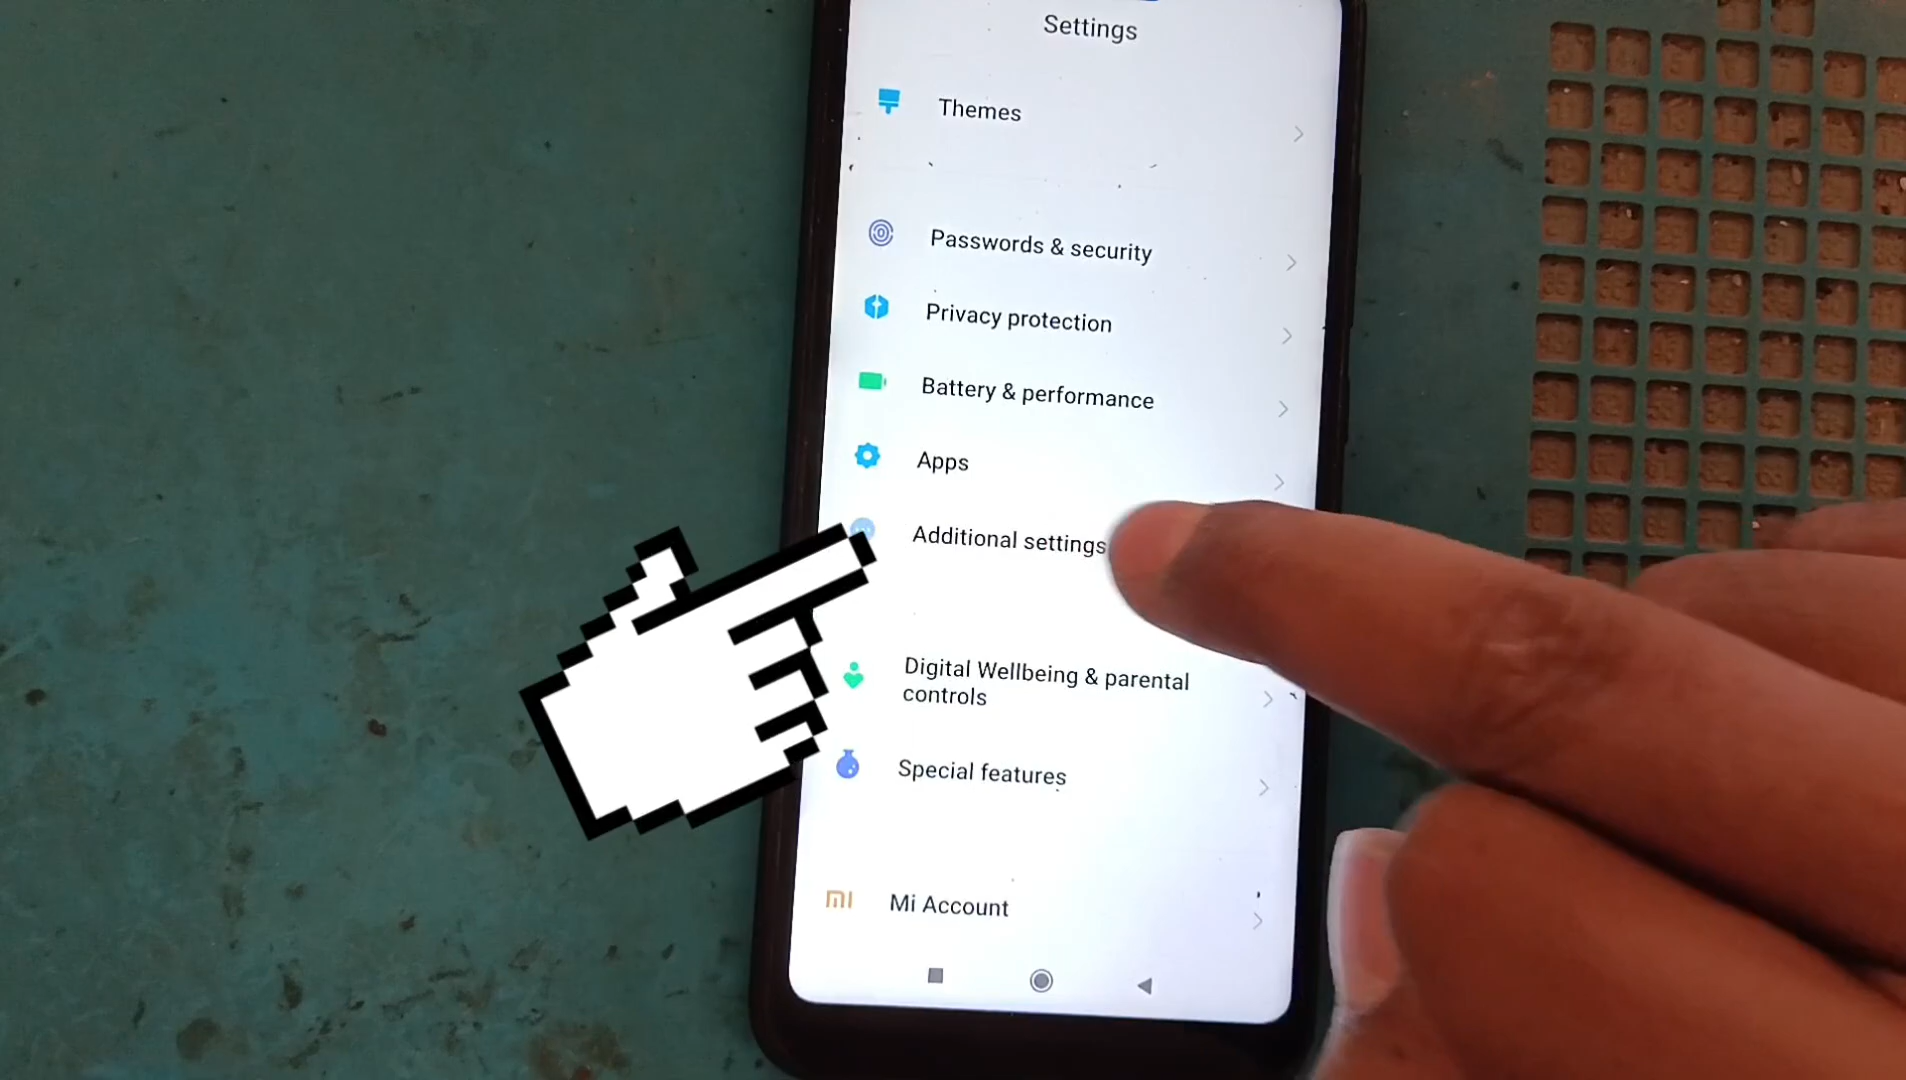 Settings
Themes
Passwords & security
Privacy protection
Battery & performance
Apps
Additional settings
Digital Wellbeing & parental
controls
Special features
Mi Account